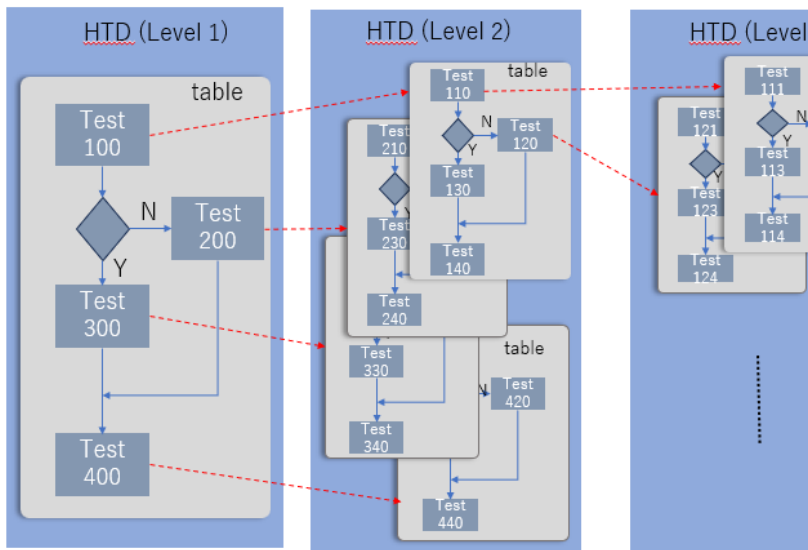 HTD (Level 1)
table
Test
100
N
Test
200
Y
Test
300
Test
400
HTD (Level 2)
table
Test
110
N
Test
120
Y
Test
130
Test
140
Test
210
Test
230
Test
240
Test
330
Test
340
table
N
Test
420
Test
440
HTD (Level
Test
111
N
Y
Test
113
Test
114
Test
121
Y
Test
123
Test
124